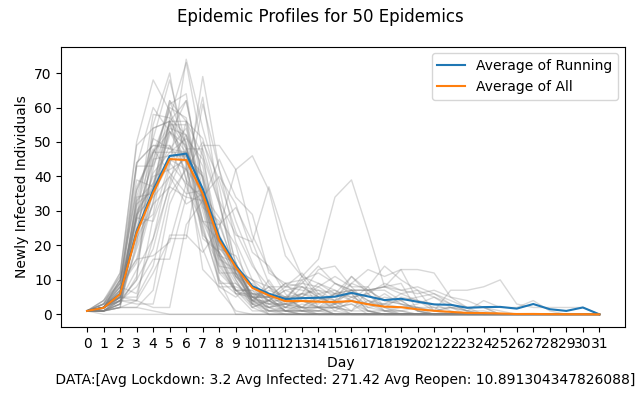 Epidemic Profiles for 50 Epidemics
Average of Running
Average of All
Newly Infected Individuals
70
60
50
40
30
20
10
0
0 1 2 3 4 5 6 7 8 9 10 11 12 13 14 15 16 17 18 19 20 21 22 23 24 25 26 27 28 29 30 31
Day
DATA:[Avg Lockdown: 3.2 Avg Infected: 271.42 Avg Reopen: 10.891304347826088]